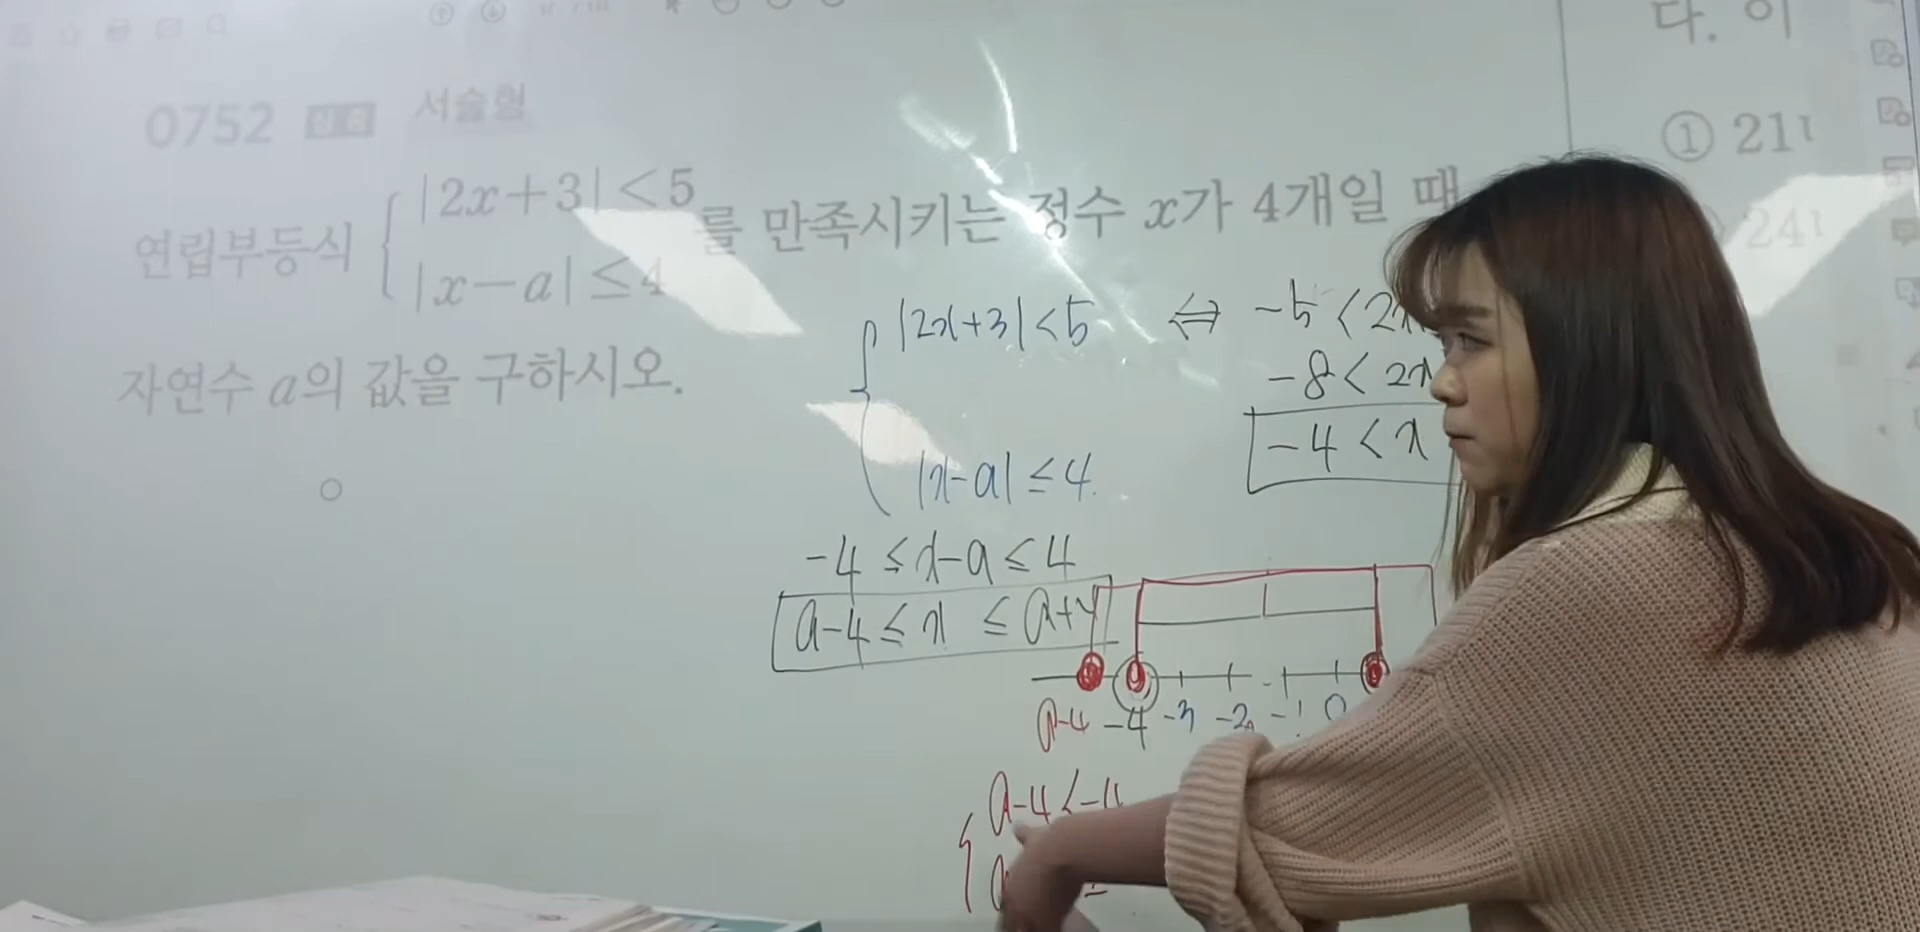 다. 이
0752 상중 서술형
① 21
연립부등식 { |2x+3|<5 |x-a|≤4 를 만족시키는 정수 x가 4개일 때
24
자연수 a의 값을 구하시오.
{ |2x+3|<5 ⇔ -5<2x
-8<2x
-4<x
|x-a|≤4.
-4≤x-a≤4
a-4≤x≤a+4
a-4 -4 -3 -2 -1 0
{ a-4<-4
a